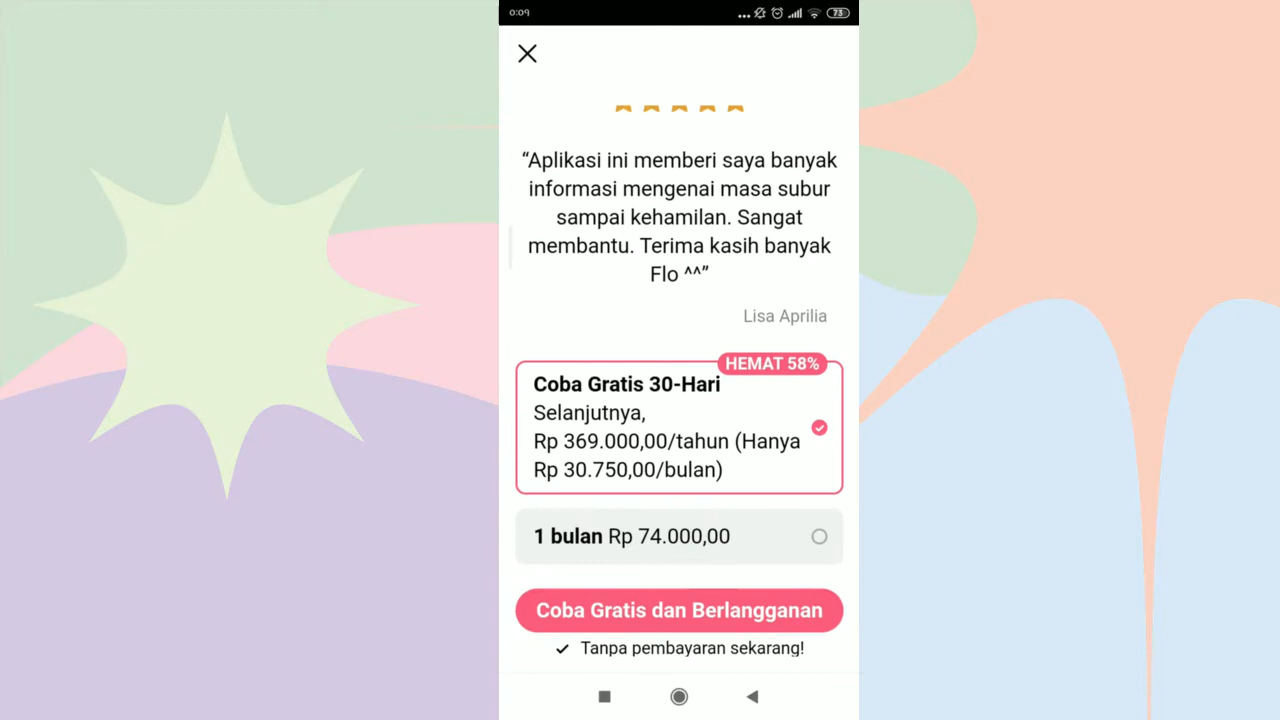 0:09
73
“Aplikasi ini memberi saya banyak
informasi mengenai masa subur
sampai kehamilan. Sangat
membantu. Terima kasih banyak
Flo ^^”
Lisa Aprilia
HEMAT 58%
Coba Gratis 30-Hari
Selanjutnya,
Rp 369.000,00/tahun (Hanya
Rp 30.750,00/bulan)
1 bulan Rp 74.000,00
Coba Gratis dan Berlangganan
Tanpa pembayaran sekarang!